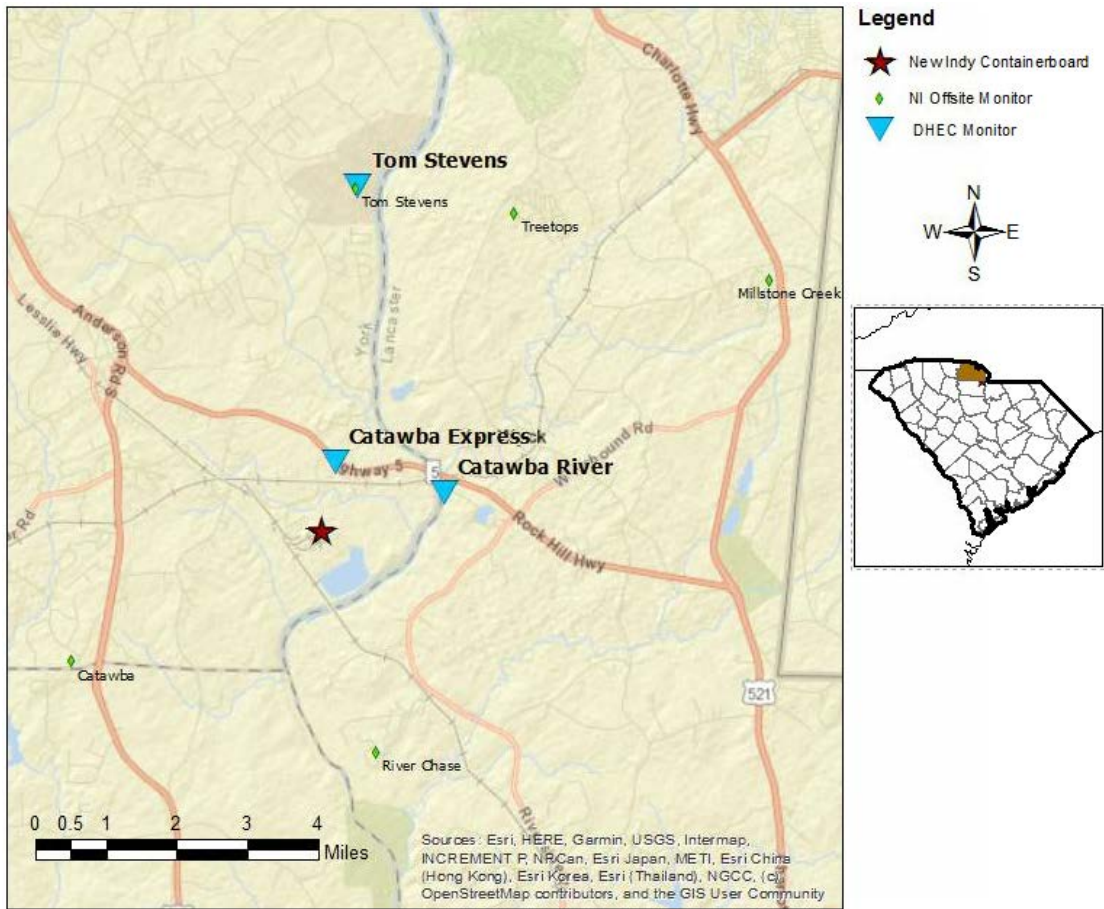 Legend
New Indy Containerboard
NI Offsite Monitor
DHEC Monitor
N
W
E
S
Charlotte Hwy
Tom Stevens
Tom Stevens
Treetops
Millstone Creek
Lesslie Hwy
Anderson Rd S
York
Lancaster
Catawba Express
5
Catawba River
Rock Hill Hwy
Catawba
521
River Chase
0 0.5 1 2 3 4
Miles
Sources: Esri, HERE, Garmin, USGS, Intermap,
INCREMENT P, NRCan, Esri Japan, METI, Esri China
(Hong Kong), Esri Korea, Esri (Thailand), NGCC, (c)
OpenStreetMap contributors, and the GIS User Community